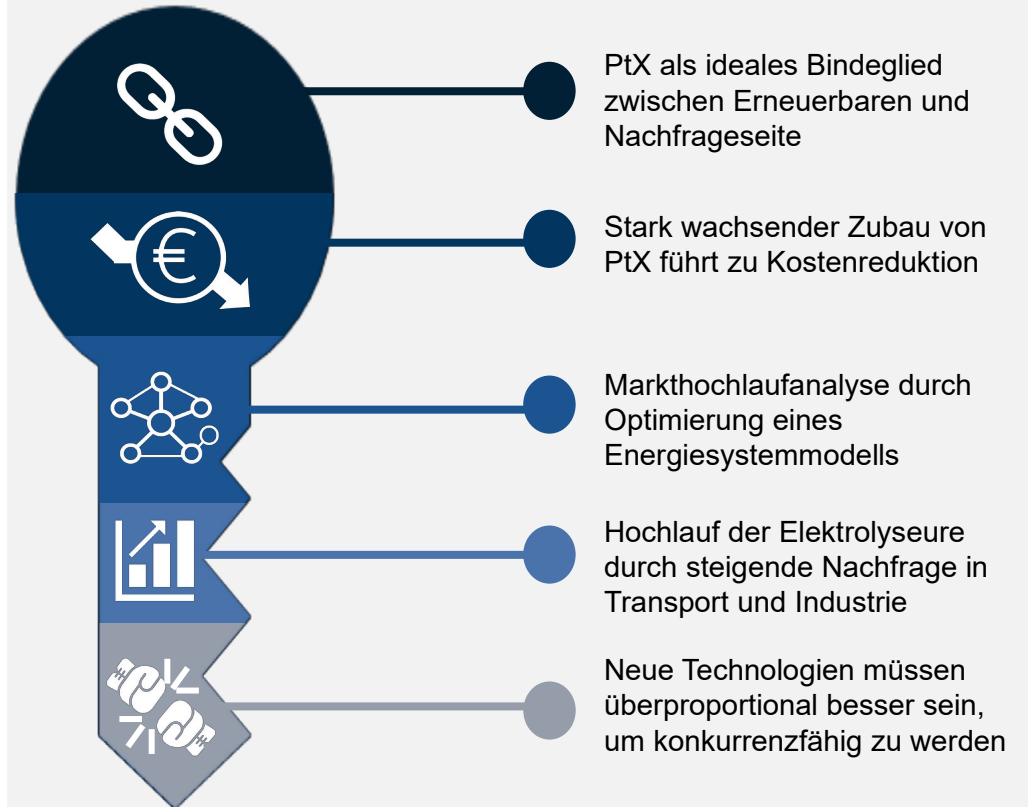 PtX als ideales Bindeglied
zwischen Erneuerbaren und
Nachfrageseite
€
Stark wachsender Zubau von
PtX führt zu Kostenreduktion
Markthochlaufanalyse durch
Optimierung eines
Energiesystemmodells
Hochlauf der Elektrolyseure
durch steigende Nachfrage in
Transport und Industrie
Neue Technologien müssen
überproportional besser sein,
um konkurrenzfähig zu werden